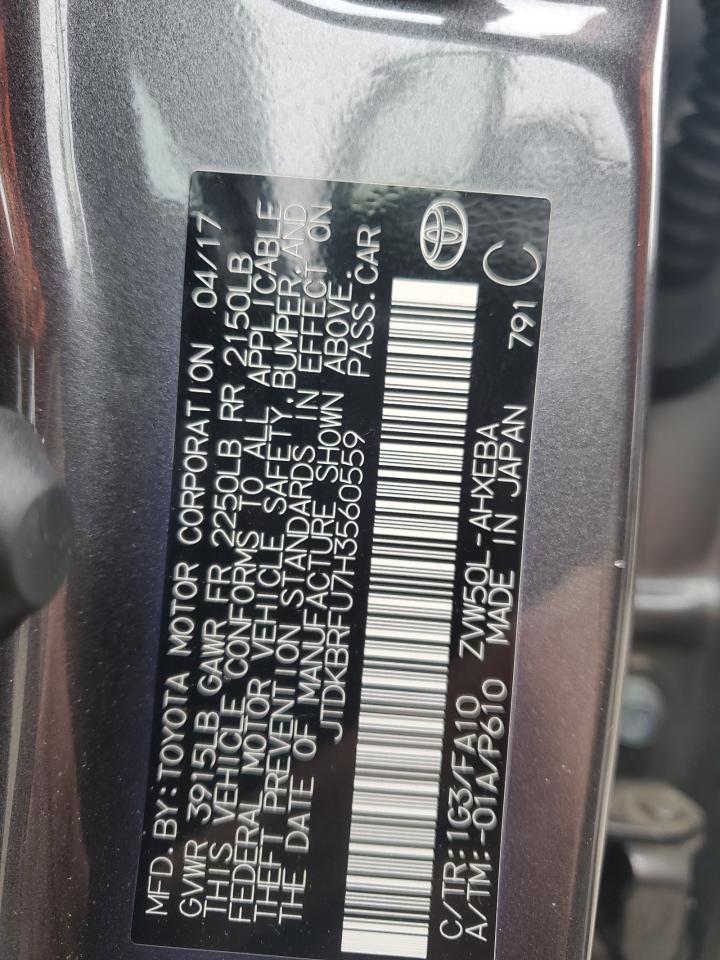 MFD.BY:TOYOTA MOTOR CORPORATION 04/17
GVWR 3915LB GAWR FR 2250LB RR 2150LB
THIS VEHICLE CONFORMS TO ALL APPLICABLE
FEDERAL MOTOR VEHICLE SAFETY,BUMPER,AND
THEFT PREVENTION STANDARDS IN EFFECT ON
THE DATE OF MANUFACTURE SHOWN ABOVE.
JTDKBRFU7H3560559 PASS.CAR
C/TR:1G3/FA10 ZVW50L-AHXEBA
A/TM:-01A/P610 MADE IN JAPAN 791 C